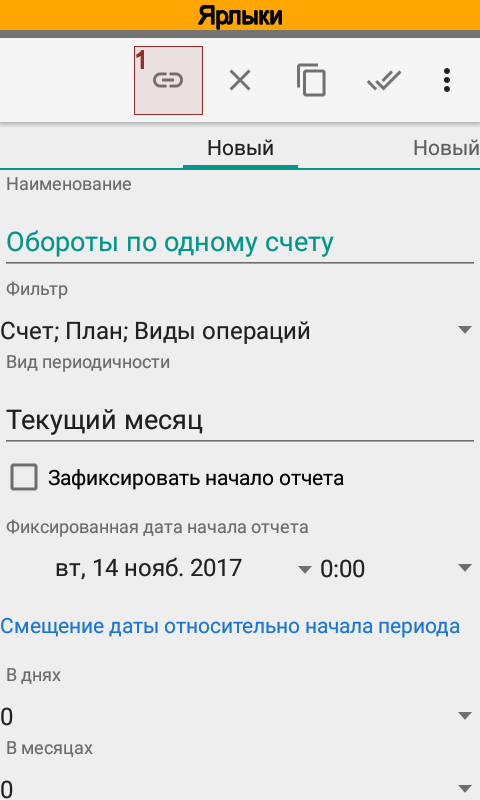 Ярлыки
1
Новый Новый
Наименование
Обороты по одному счету
Фильтр
Счет; План; Виды операций
Вид периодичности
Текущий месяц
Зафиксировать начало отчета
Фиксированная дата начала отчета
вт, 14 нояб. 2017 0:00
Смещение даты относительно начала периода
В днях
0
В месяцах
0